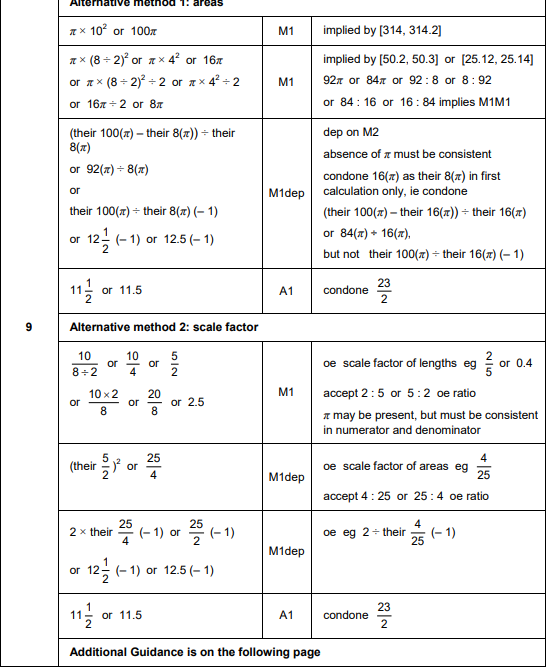 Alternative method 1: areas
π × 10² or 100π M1 implied by [314, 314.2]
π × (8 ÷ 2)² or π × 4² or 16π
or π × (8 ÷ 2)² ÷ 2 or π × 4² ÷ 2
or 16π ÷ 2 or 8π
M1
implied by [50.2, 50.3] or [25.12, 25.14]
92π or 84π or 92 : 8 or 8 : 92
or 84 : 16 or 16 : 84 implies M1M1
(their 100(π) – their 8(π)) ÷ their
8(π)
or 92(π) ÷ 8(π)
or
their 100(π) ÷ their 8(π) (– 1)
or 12 1/2 (– 1) or 12.5 (– 1)
M1dep
dep on M2
absence of π must be consistent
condone 16(π) as their 8(π) in first
calculation only, ie condone
(their 100(π) – their 16(π)) ÷ their 16(π)
or 84(π) ÷ 16(π),
but not their 100(π) ÷ their 16(π) (– 1)
11 1/2 or 11.5 A1 condone 23/2
9
Alternative method 2: scale factor
10/(8 ÷ 2) or 10/4 or 5/2
or (10 × 2)/8 or 20/8 or 2.5
M1
oe scale factor of lengths eg 2/5 or 0.4
accept 2 : 5 or 5 : 2 oe ratio
π may be present, but must be consistent
in numerator and denominator
(their 5/2)² or 25/4
M1dep
oe scale factor of areas eg 4/25
accept 4 : 25 or 25 : 4 oe ratio
2 × their 25/4 (– 1) or 25/2 (– 1)
or 12 1/2 (– 1) or 12.5 (– 1)
M1dep
oe eg 2 ÷ their 4/25 (– 1)
11 1/2 or 11.5 A1 condone 23/2
Additional Guidance is on the following page